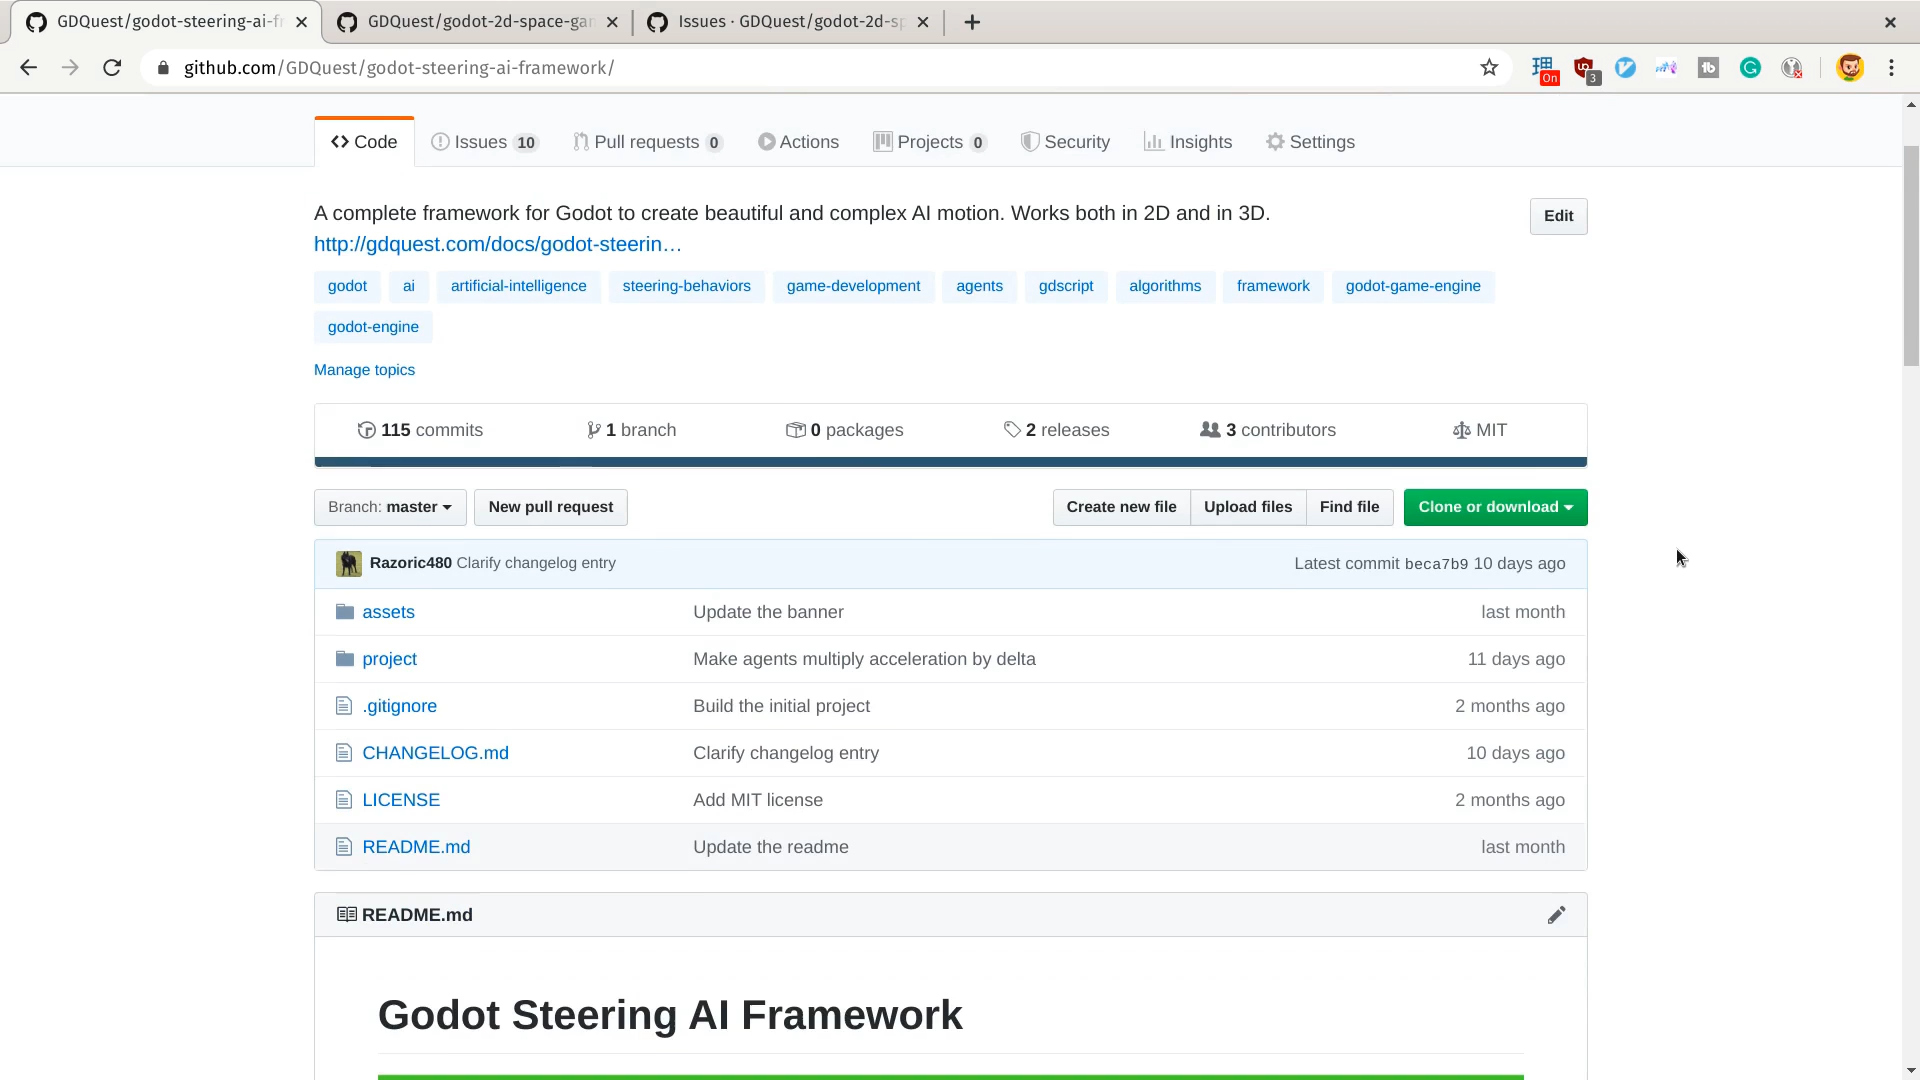 GDQuest/godot-steering-ai-fr
GDQuest/godot-2d-space-gan
Issues · GDQuest/godot-2d-sp
github.com/GDQuest/godot-steering-ai-framework/
On
3
Code
Issues 10
Pull requests 0
Actions
Projects 0
Security
Insights
Settings
A complete framework for Godot to create beautiful and complex AI motion. Works both in 2D and in 3D.
Edit
http://gdquest.com/docs/godot-steerin…
godot ai artificial-intelligence steering-behaviors game-development agents gdscript algorithms framework godot-game-engine
godot-engine
Manage topics
115 commits
1 branch
0 packages
2 releases
3 contributors
MIT
Branch: master
New pull request
Create new file
Upload files
Find file
Clone or download
Razoric480 Clarify changelog entry
Latest commit beca7b9 10 days ago
assets Update the banner last month
project Make agents multiply acceleration by delta 11 days ago
.gitignore Build the initial project 2 months ago
CHANGELOG.md Clarify changelog entry 10 days ago
LICENSE Add MIT license 2 months ago
README.md Update the readme last month
README.md
Godot Steering AI Framework